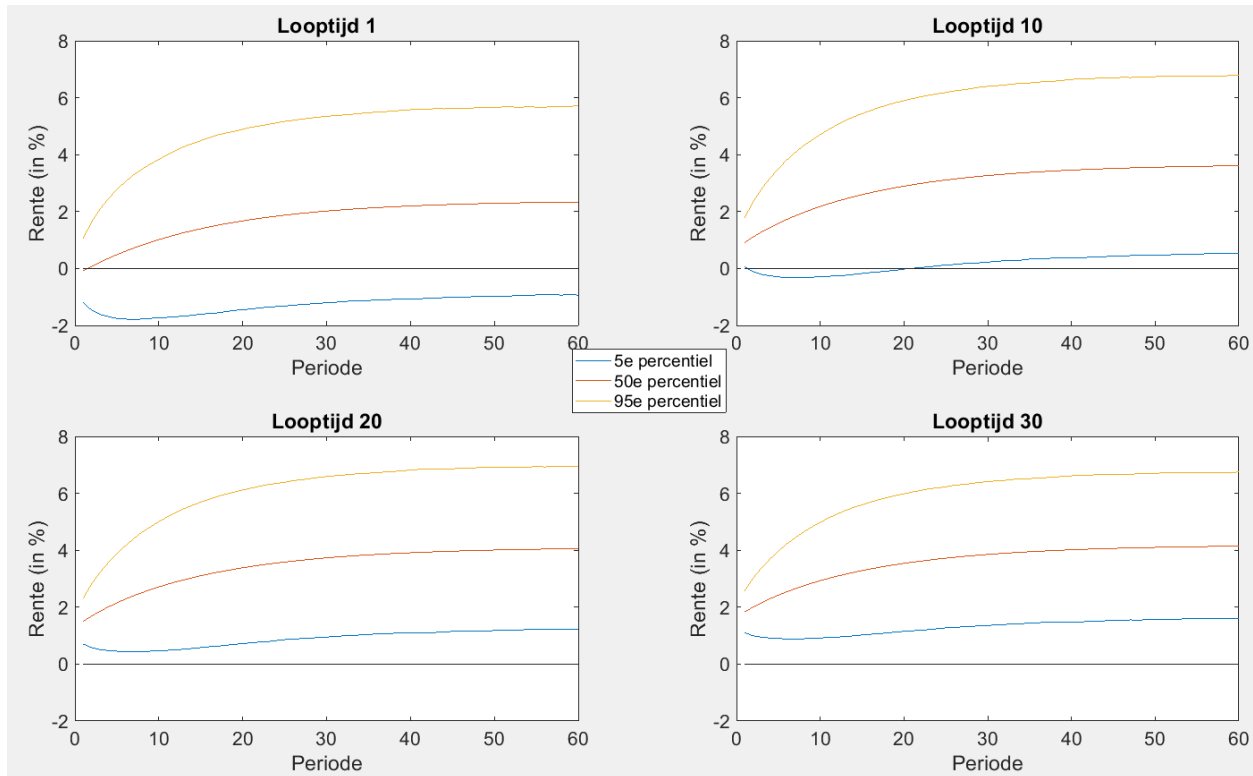 Looptijd 1
8
6
4
2
0
-2
Rente (in %)
0 10 20 30 40 50 60
Periode
Looptijd 10
8
6
4
2
0
-2
Rente (in %)
0 10 20 30 40 50 60
Periode
5e percentiel
50e percentiel
95e percentiel
Looptijd 20
8
6
4
2
0
-2
Rente (in %)
0 10 20 30 40 50 60
Periode
Looptijd 30
8
6
4
2
0
-2
Rente (in %)
0 10 20 30 40 50 60
Periode